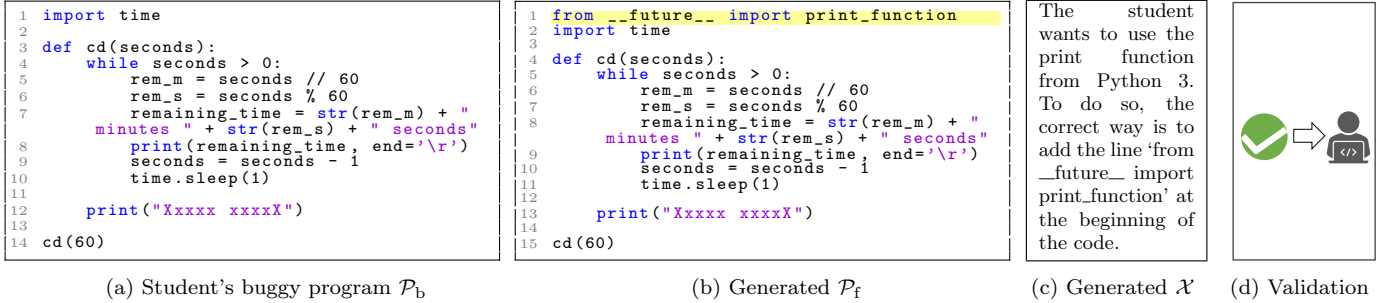 1 import time
2
3 def cd(seconds):
4 while seconds > 0:
5 rem_m = seconds // 60
6 rem_s = seconds % 60
7 remaining_time = str(rem_m) + "
minutes " + str(rem_s) + " seconds"
8 print(remaining_time, end='\r')
9 seconds = seconds - 1
10 time.sleep(1)
11
12 print("Xxxxx xxxxX")
13
14 cd(60)
(a) Student's buggy program 𝒫b
1 from __future__ import print_function
2 import time
3
4 def cd(seconds):
5 while seconds > 0:
6 rem_m = seconds // 60
7 rem_s = seconds % 60
8 remaining_time = str(rem_m) + "
minutes " + str(rem_s) + " seconds"
9 print(remaining_time, end='\r')
10 seconds = seconds - 1
11 time.sleep(1)
12
13 print("Xxxxx xxxxX")
14
15 cd(60)
(b) Generated 𝒫f
The student
wants to use the
print function
from Python 3.
To do so, the
correct way is to
add the line ‘from
__future__ import
print_function’ at
the beginning of
the code.
(c) Generated 𝒳
</>
(d) Validation